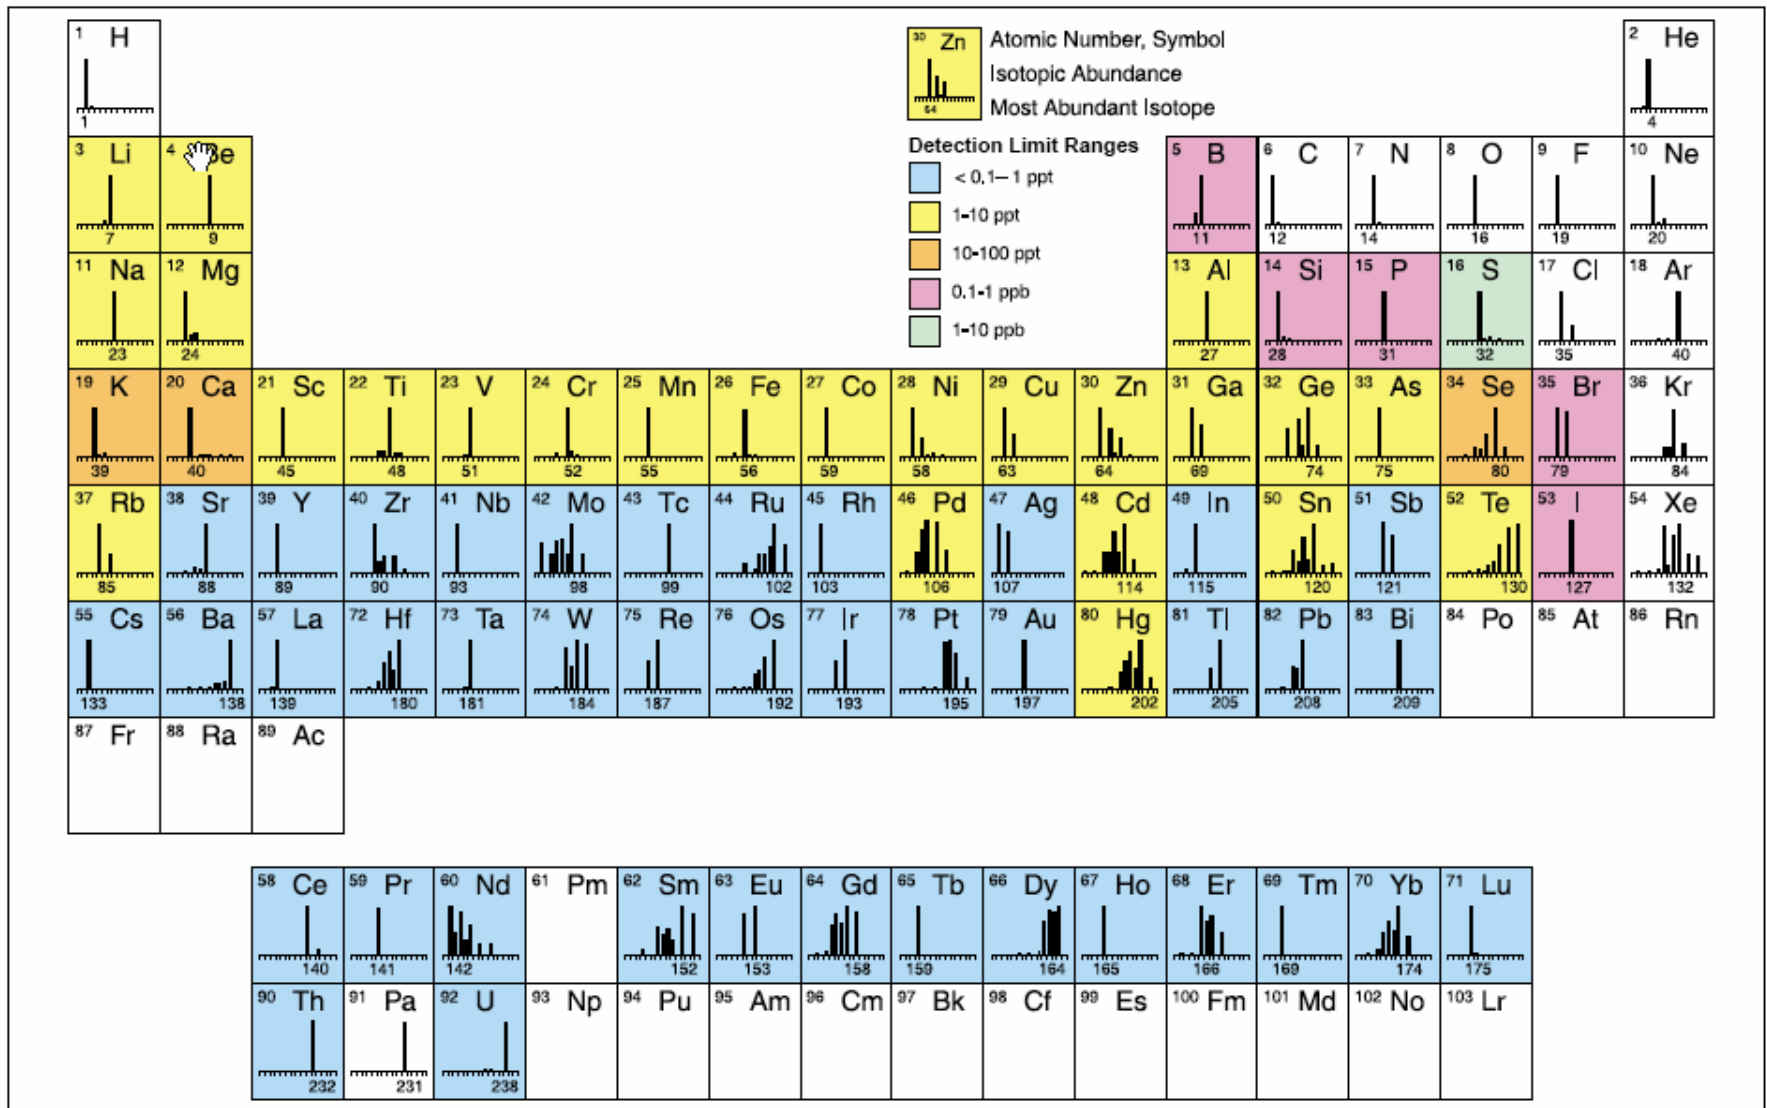 1 H
30 Zn Atomic Number, Symbol
Isotopic Abundance
64 Most Abundant Isotope
2 He
1
4
Detection Limit Ranges
< 0.1– 1 ppt
1-10 ppt
10-100 ppt
0.1-1 ppb
1-10 ppb
3 Li 4 Be 5 B 6 C 7 N 8 O 9 F 10 Ne
7 9 11 12 14 16 19 20
11 Na 12 Mg 13 Al 14 Si 15 P 16 S 17 Cl 18 Ar
23 24 27 28 31 32 35 40
19 K 20 Ca 21 Sc 22 Ti 23 V 24 Cr 25 Mn 26 Fe 27 Co 28 Ni 29 Cu 30 Zn 31 Ga 32 Ge 33 As 34 Se 35 Br 36 Kr
39 40 45 48 51 52 55 56 59 58 63 64 69 74 75 80 79 84
37 Rb 38 Sr 39 Y 40 Zr 41 Nb 42 Mo 43 Tc 44 Ru 45 Rh 46 Pd 47 Ag 48 Cd 49 In 50 Sn 51 Sb 52 Te 53 I 54 Xe
85 88 89 90 93 98 99 102 103 106 107 114 115 120 121 130 127 132
55 Cs 56 Ba 57 La 72 Hf 73 Ta 74 W 75 Re 76 Os 77 Ir 78 Pt 79 Au 80 Hg 81 Tl 82 Pb 83 Bi 84 Po 85 At 86 Rn
133 138 139 180 181 184 187 192 193 195 197 202 205 208 209
87 Fr 88 Ra 89 Ac
58 Ce 59 Pr 60 Nd 61 Pm 62 Sm 63 Eu 64 Gd 65 Tb 66 Dy 67 Ho 68 Er 69 Tm 70 Yb 71 Lu
140 141 142 152 153 158 159 164 165 166 169 174 175
90 Th 91 Pa 92 U 93 Np 94 Pu 95 Am 96 Cm 97 Bk 98 Cf 99 Es 100 Fm 101 Md 102 No 103 Lr
232 231 238